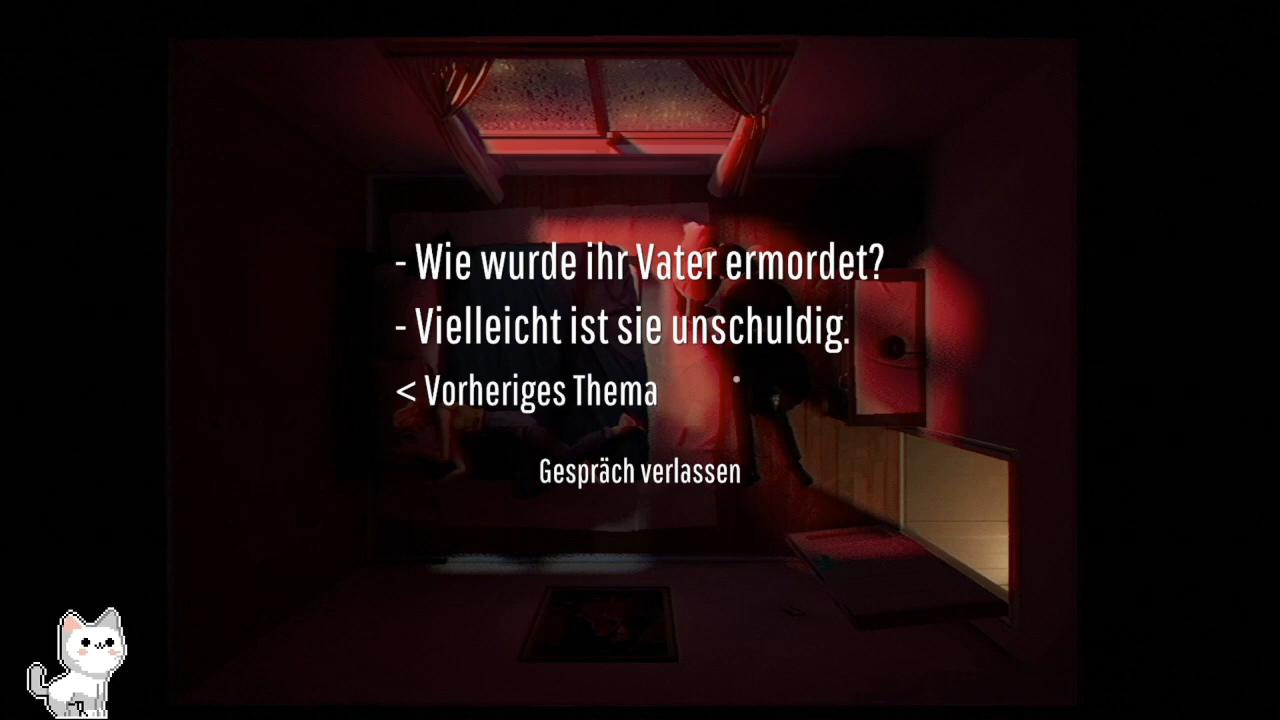 - Wie wurde ihr Vater ermordet?
- Vielleicht ist sie unschuldig.
< Vorheriges Thema
Gespräch verlassen